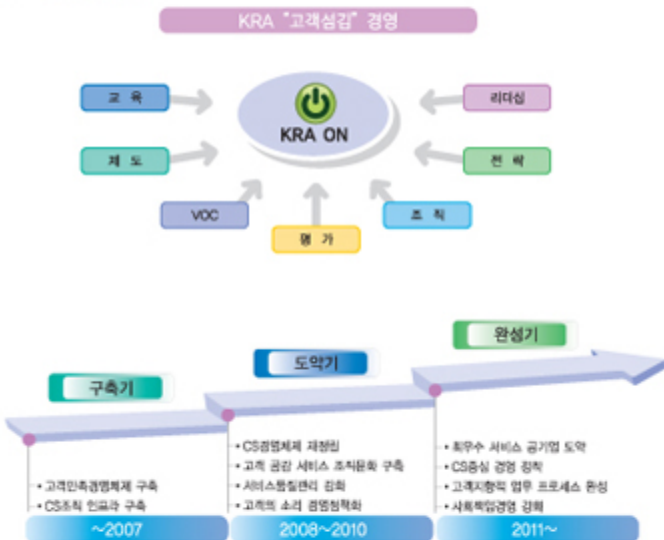 KRA "고객섬김" 경영
교 육
리더십
KRA ON
제 도
전 략
VOC
조 직
평 가
완성기
도약기
구축기
• CS경영체제 재정립
• 최우수 서비스 공기업 도약
• 고객 공감 서비스 조직문화 구축
• CS중심 경영 정착
• 고객만족경영체제 구축
• 서비스품질관리 강화
• 고객지향적 업무 프로세스 완성
• CS조직 인프라 구축
• 고객의 소리 경영정책화
• 사회책임경영 강화
~2007
2008~2010
2011~